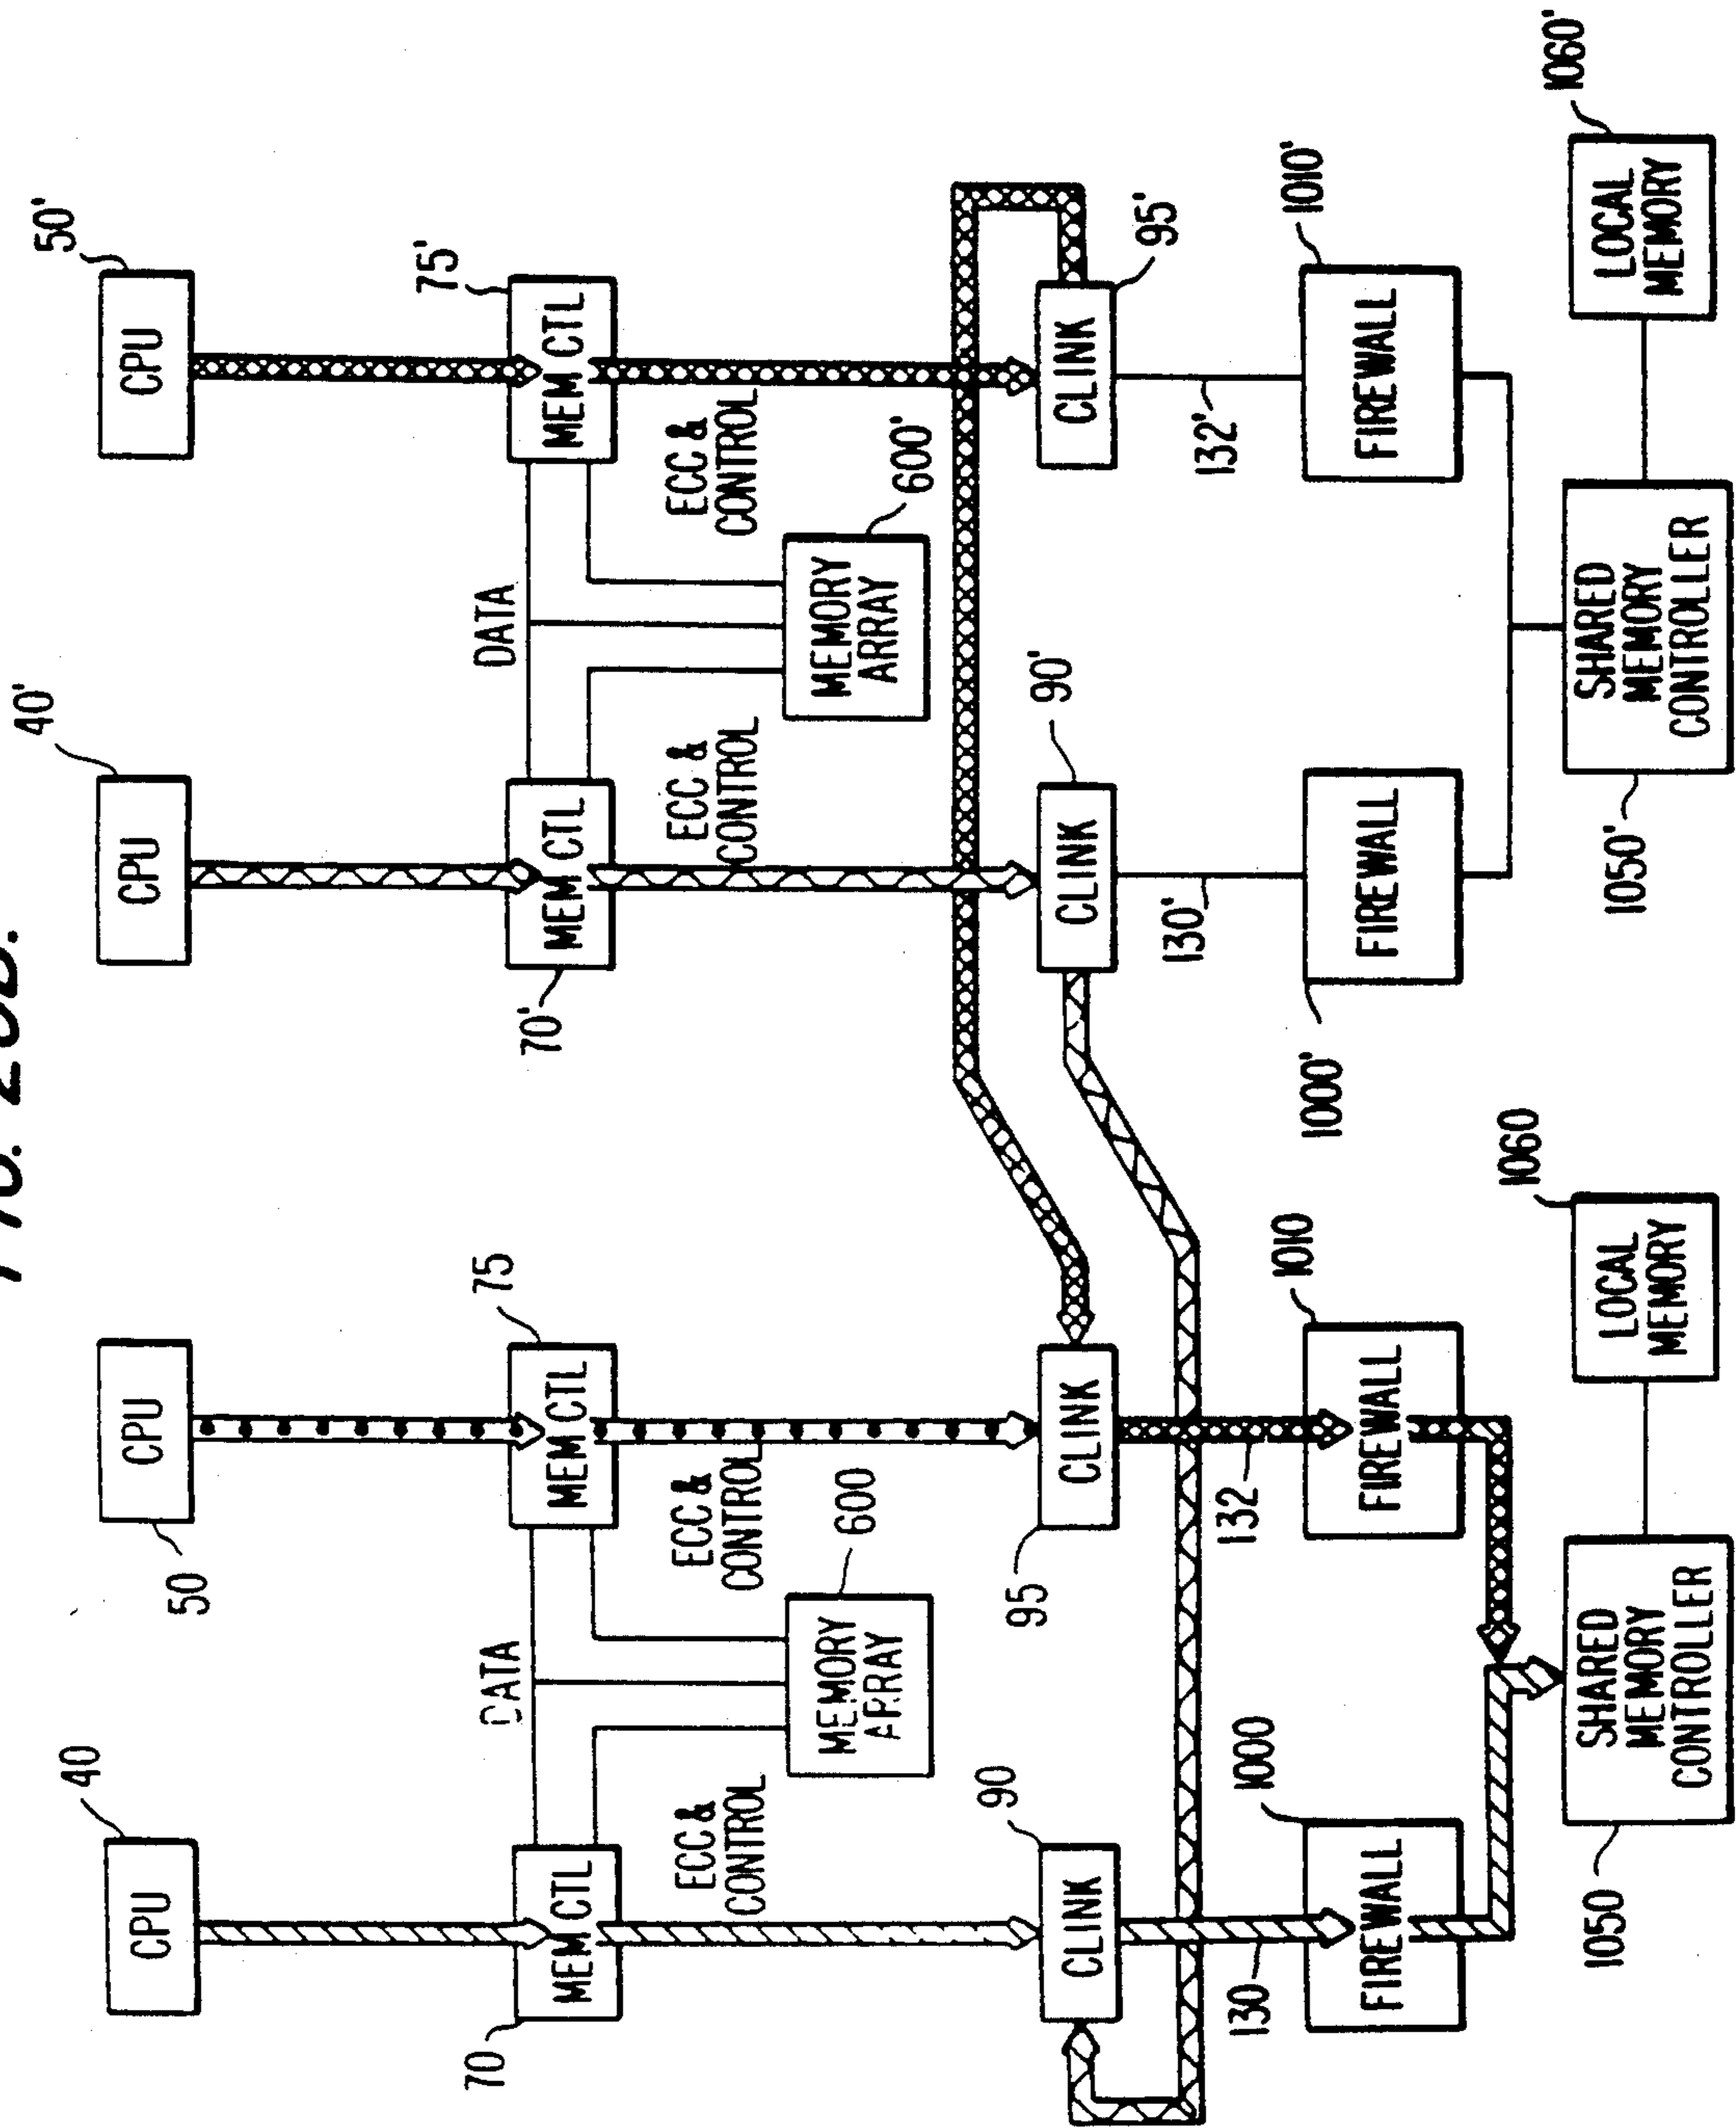 FIG.
40
50
40'
50'
CPU
CPU
CPU
CPU
70
75
70'
75'
MEM CTL
MEM CTL
MEM CTL
MEM CTL
DATA
DATA
ECC &
CONTROL
ECC &
CONTROL
ECC &
CONTROL
ECC &
CONTROL
600
600'
MEMORY
ARRAY
MEMORY
ARRAY
90
95
90'
95'
CLINK
CLINK
CLINK
CLINK
130
132
130'
132'
1000
1010
1000'
1010'
FIREWALL
FIREWALL
FIREWALL
FIREWALL
1060
1060'
1050
SHARED
MEMORY
CONTROLLER
LOCAL
MEMORY
1050'
SHARED
MEMORY
CONTROLLER
LOCAL
MEMORY